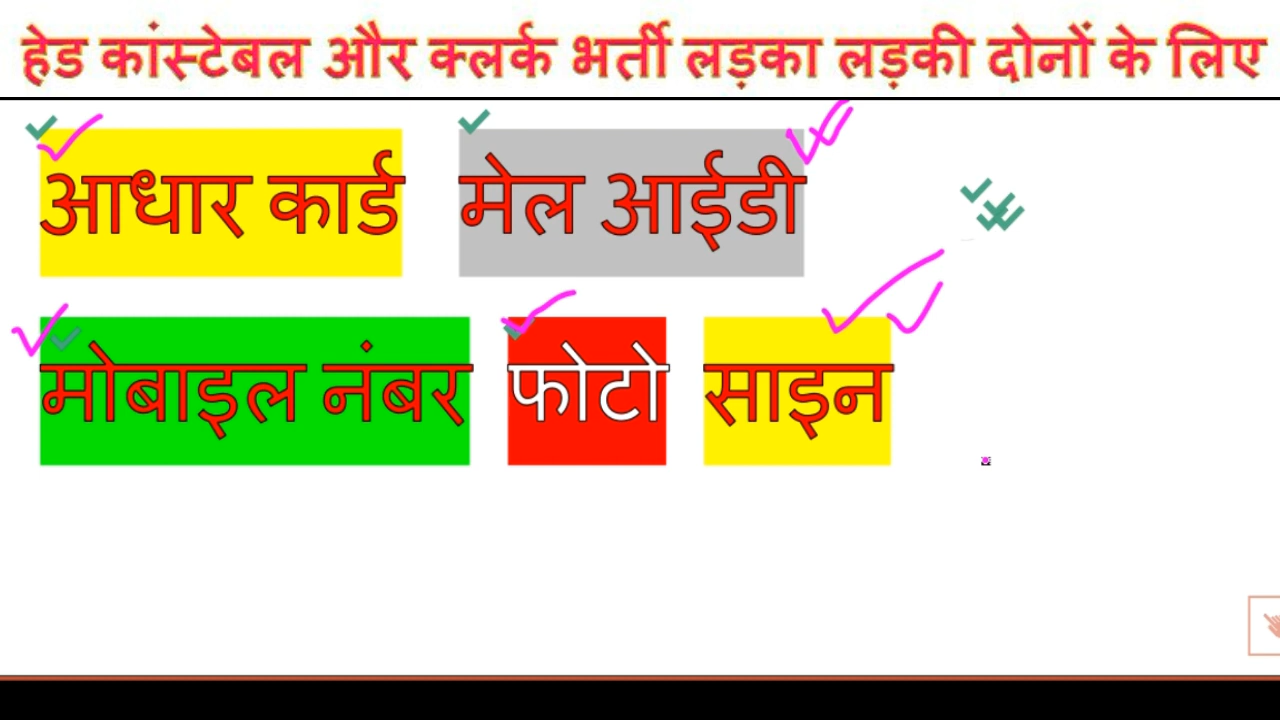 हेड कांस्टेबल और क्लर्क भर्ती लड़का लड़की दोनों के लिए
आधार कार्ड मेल आईडी
मोबाइल नंबर फोटो साइन